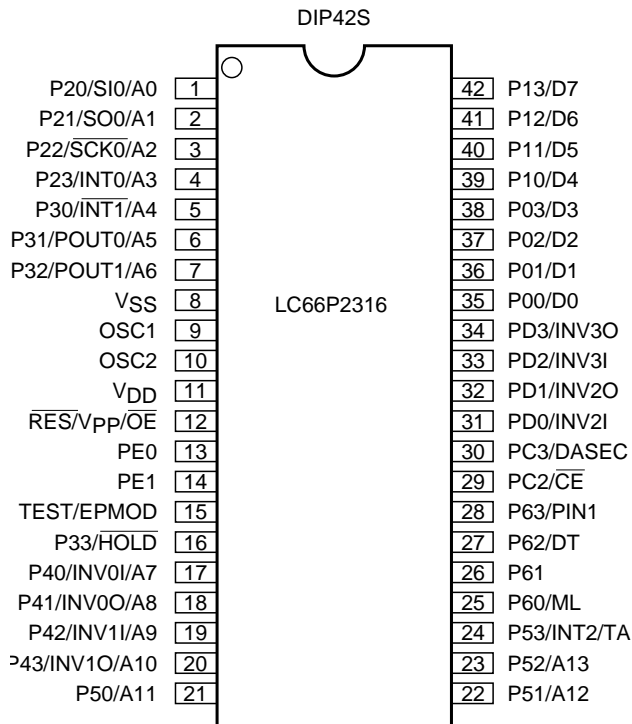 DIP42S
P20/SI0/A0 1
P21/SO0/A1 2
P22/S̅C̅K̅0̅/A2 3
P23/INT0/A3 4
P30/I̅N̅T̅1̅/A4 5
P31/POUT0/A5 6
P32/POUT1/A6 7
VSS 8
OSC1 9
OSC2 10
VDD 11
R̅E̅S̅/VPP/O̅E̅ 12
PE0 13
PE1 14
TEST/EPMOD 15
P33/H̅O̅L̅D̅ 16
P40/INV0I/A7 17
P41/INV0O/A8 18
P42/INV1I/A9 19
P43/INV1O/A10 20
P50/A11 21
LC66P2316
42 P13/D7
41 P12/D6
40 P11/D5
39 P10/D4
38 P03/D3
37 P02/D2
36 P01/D1
35 P00/D0
34 PD3/INV3O
33 PD2/INV3I
32 PD1/INV2O
31 PD0/INV2I
30 PC3/DASEC
29 PC2/C̅E̅
28 P63/PIN1
27 P62/DT
26 P61
25 P60/ML
24 P53/INT2/TA
23 P52/A13
22 P51/A12